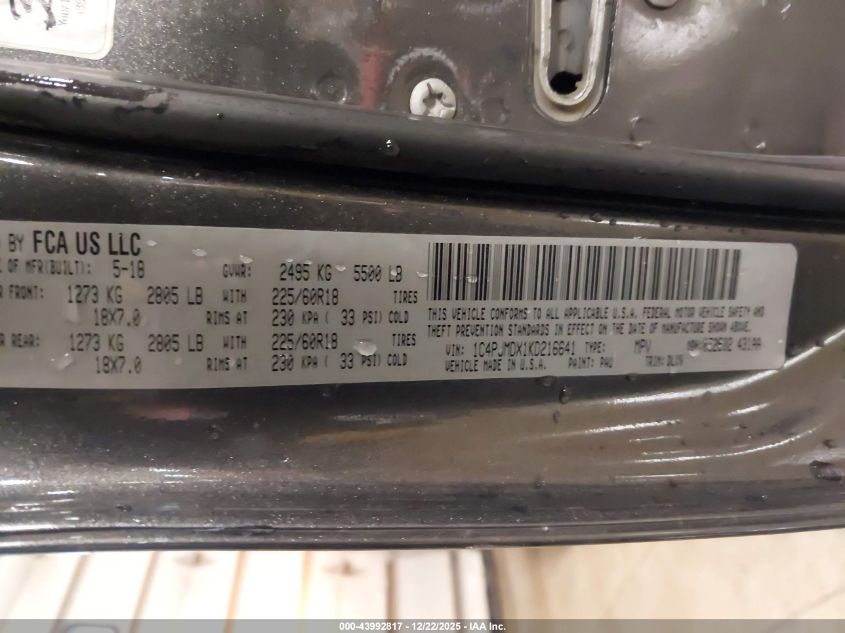 BY FCA US LLC
OF MFR(BUILT): 5-18 GVWR: 2495 KG 5500 LB
FRONT: 1273 KG 2805 LB WITH 225/60R18 TIRES
18X7.0 RIMS AT 230 KPA ( 33 PSI) COLD
REAR: 1273 KG 2805 LB WITH 225/60R18 TIRES
18X7.0 RIMS AT 230 KPA ( 33 PSI) COLD
THIS VEHICLE CONFORMS TO ALL APPLICABLE U.S.A. FEDERAL MOTOR VEHICLE SAFETY AND
THEFT PREVENTION STANDARDS IN EFFECT ON THE DATE OF MANUFACTURE SHOWN ABOVE.
VIN: 1C4PJMDX1KD216641 TYPE: MPV
VEHICLE MADE IN U.S.A. PAINT: PAU TRIM: DLX9
000-43992817 - 12/22/2025 - IAA Inc.